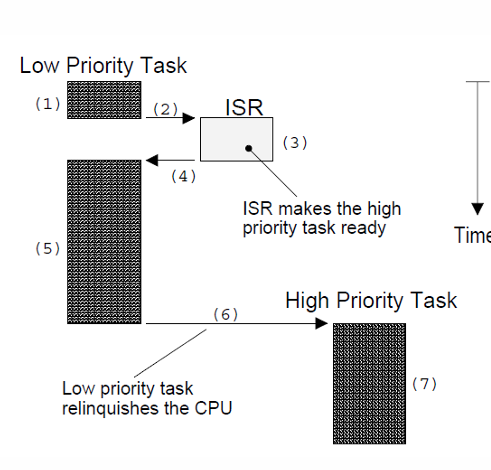 Low Priority Task
(1)
(2)
ISR
(3)
(4)
ISR makes the high
priority task ready
Time
(5)
High Priority Task
(6)
Low priority task
relinquishes the CPU
(7)